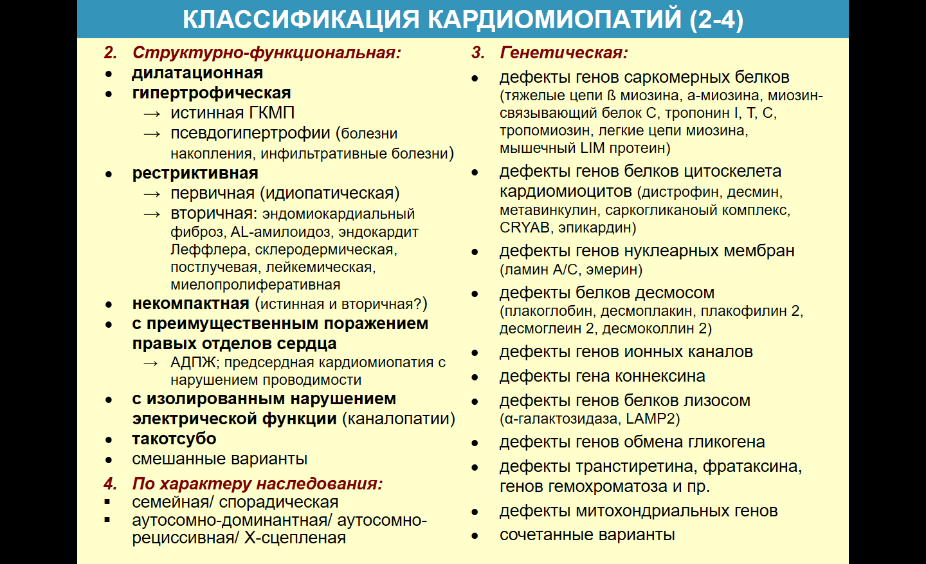 КЛАССИФИКАЦИЯ КАРДИОМИОПАТИЙ (2-4)
2. Структурно-функциональная:
● дилатационная
● гипертрофическая
→ истинная ГКМП
→ псевдогипертрофии (болезни
накопления, инфильтративные болезни)
● рестриктивная
→ первичная (идиопатическая)
→ вторичная: эндомиокардиальный
фиброз, AL-амилоидоз, эндокардит
Леффлера, склеродермическая,
постлучевая, лейкемическая,
миелопролиферативная
● некомпактная (истинная и вторичная?)
● с преимущественным поражением
правых отделов сердца
→ АДПЖ; предсердная кардиомиопатия с
нарушением проводимости
● с изолированным нарушением
электрической функции (каналопатии)
● такотсубо
● смешанные варианты
4. По характеру наследования:
▪ семейная/ спорадическая
▪ аутосомно-доминантная/ аутосомно-
рециссивная/ Х-сцепленая
3. Генетическая:
● дефекты генов саркомерных белков
(тяжелые цепи ß миозина, а-миозина, миозин-
связывающий белок С, тропонин I, Т, С,
тропомиозин, легкие цепи миозина,
мышечный LIM протеин)
● дефекты генов белков цитоскелета
кардиомиоцитов (дистрофин, десмин,
метавинкулин, саркогликаноый комплекс,
CRYAB, эпикардин)
● дефекты генов нуклеарных мембран
(ламин А/С, эмерин)
● дефекты белков десмосом
(плакоглобин, десмоплакин, плакофилин 2,
десмоглеин 2, десмоколлин 2)
● дефекты генов ионных каналов
● дефекты гена коннексина
● дефекты генов белков лизосом
(α-галактозидаза, LAMP2)
● дефекты генов обмена гликогена
● дефекты транстиретина, фратаксина,
генов гемохроматоза и пр.
● дефекты митохондриальных генов
● сочетанные варианты